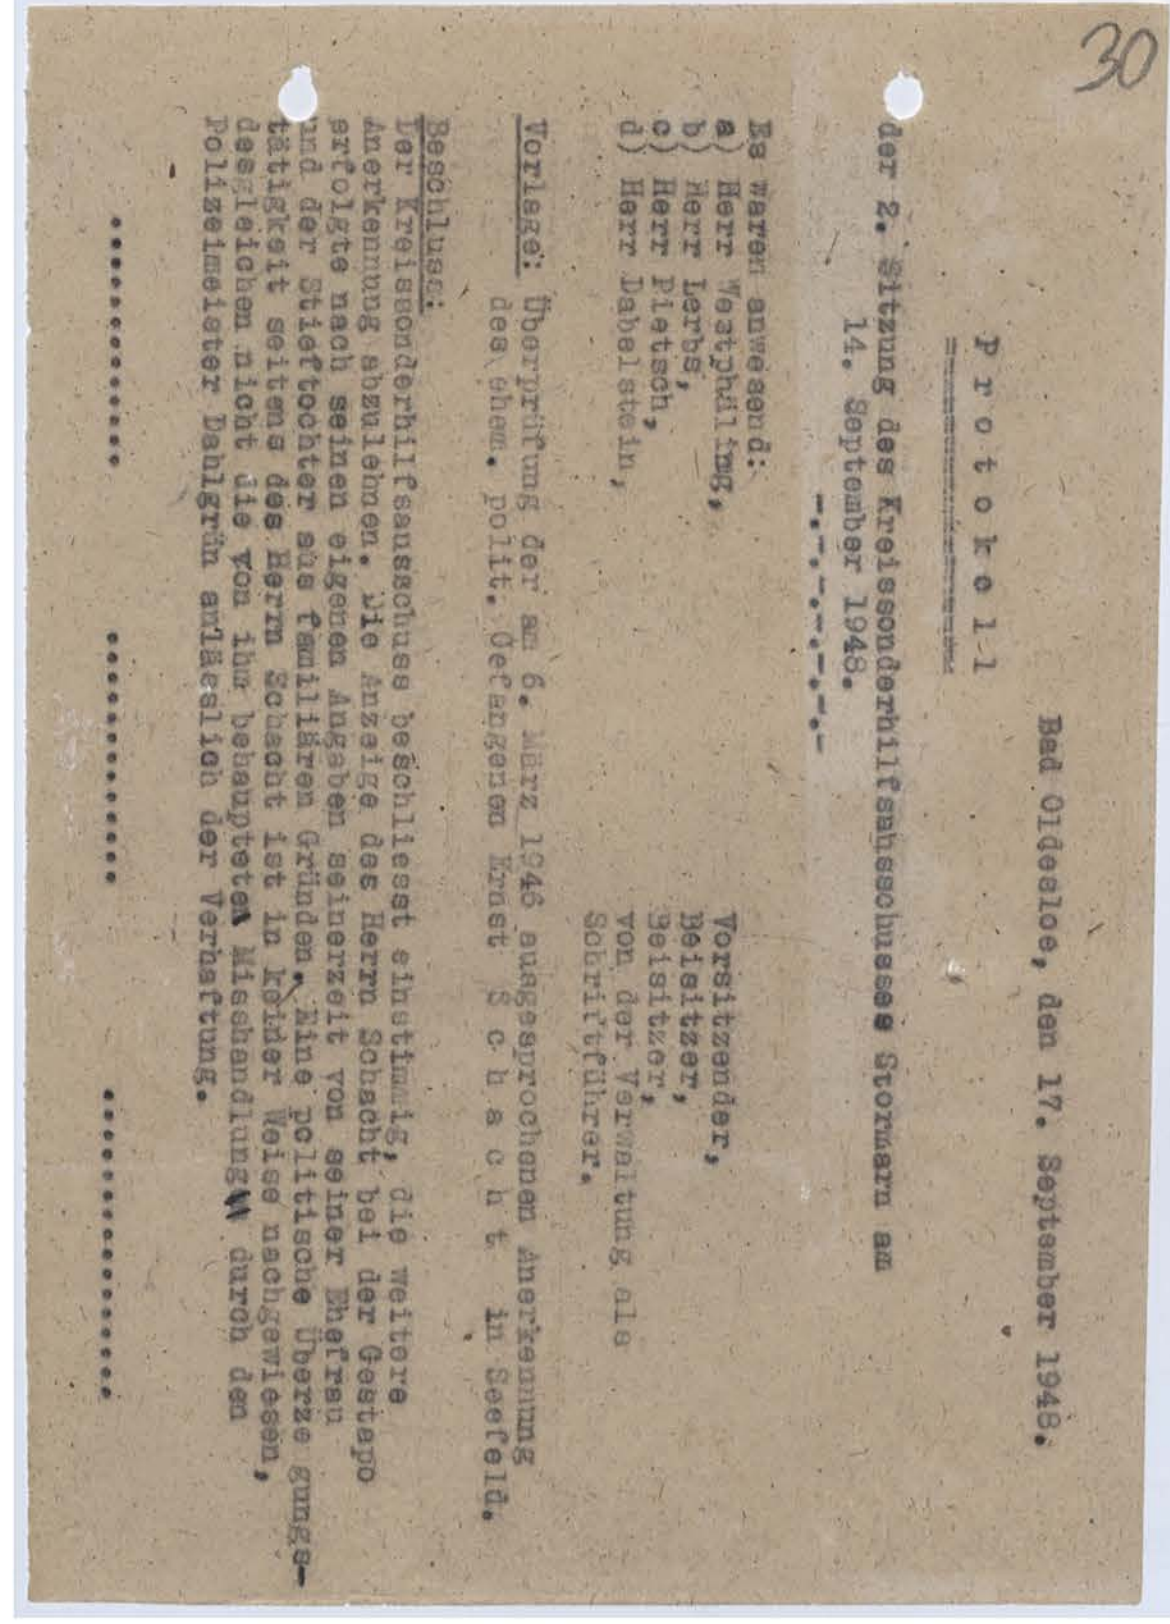 30
Bad Oldesloe, den 17. September 1948.
P r o t o k o l l
==================
der 2. Sitzung des Kreissonderhilfsausschusses Stormarn am
14. September 1948.
-.-.-.-.-.-.-
Es waren anwesend:
a) Herr Westphäling, Vorsitzender,
b) Herr Lerbs, Beisitzer,
c) Herr Pietsch, Beisitzer,
d) Herr Dabelstein, von der Verwaltung als
Schriftführer.
Vorlage: Überprüfung der am 6. März 1946 ausgesprochenen Anerkennung
des ehem. polit. Gefangenen Ernst S c h a c h t in Seefeld.
Beschluss:
Der Kreissonderhilfsausschuss beschliesst einstimmig, die weitere
Anerkennung abzulehnen. Die Anzeige des Herrn Schacht bei der Gestapo
erfolgte nach seinen eigenen Angaben seinerzeit von seiner Ehefrau
und der Stieftochter aus familiären Gründen. Eine politische Überze gungs-
tätigkeit seitens des Herrn Schacht ist in keiner Weise nachgewiesen,
desgleichen nicht die von ihm behaupteten Misshandlung durch den
Polizeimeister Dahlgrün anlässlich der Verhaftung.
............. ............. ................